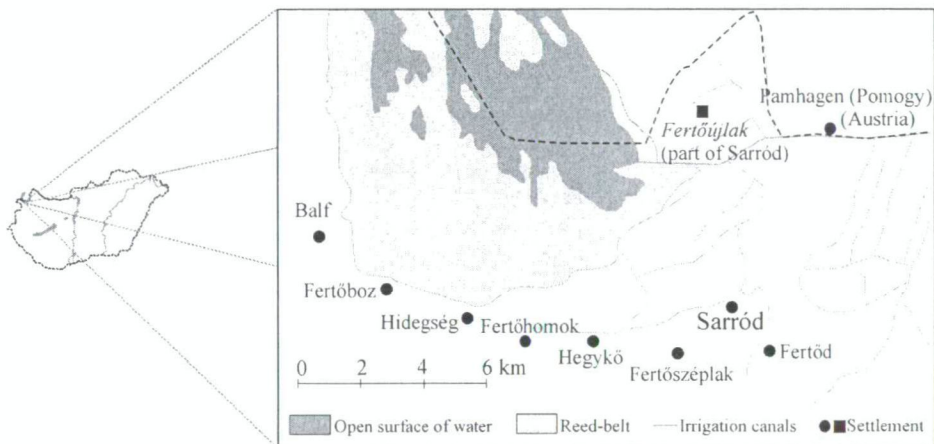 Pamhagen (Pomogy)
(Austria)
Fertőújlak
(part of Sarród)
Balf
Fertőboz
Hidegség
Fertőhomok
Sarród
Hegykő
Fertőd
Fertőszéplak
0 2 4 6 km
Open surface of water
Reed-belt
Irrigation canals
Settlement